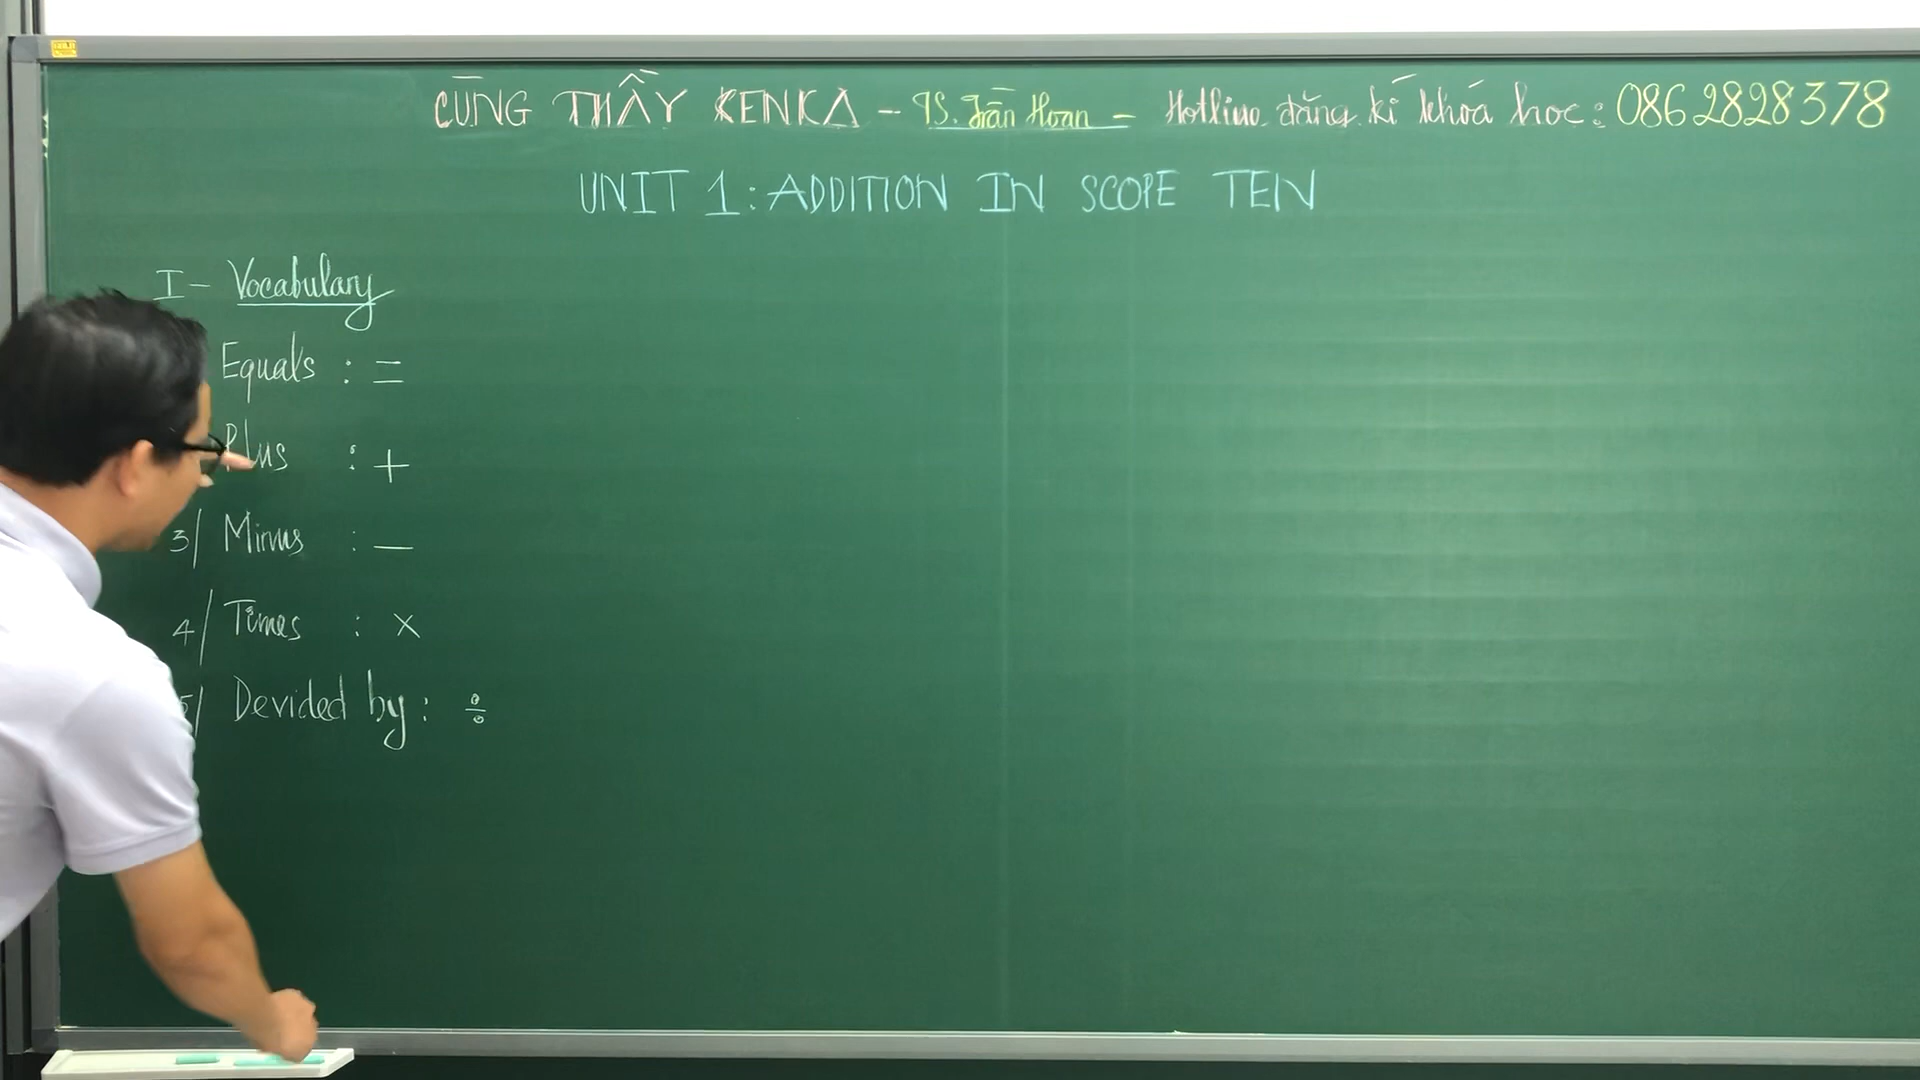 CÙNG THẦY KENKA – TS. Trần Hoan – Hotline đăng kí khóa học: 0862828378
UNIT 1: ADDITION IN SCOPE TEN
I – Vocabulary
Equals : =
Plus : +
3/ Minus : —
4/ Times : ×
5/ Devided by : ÷